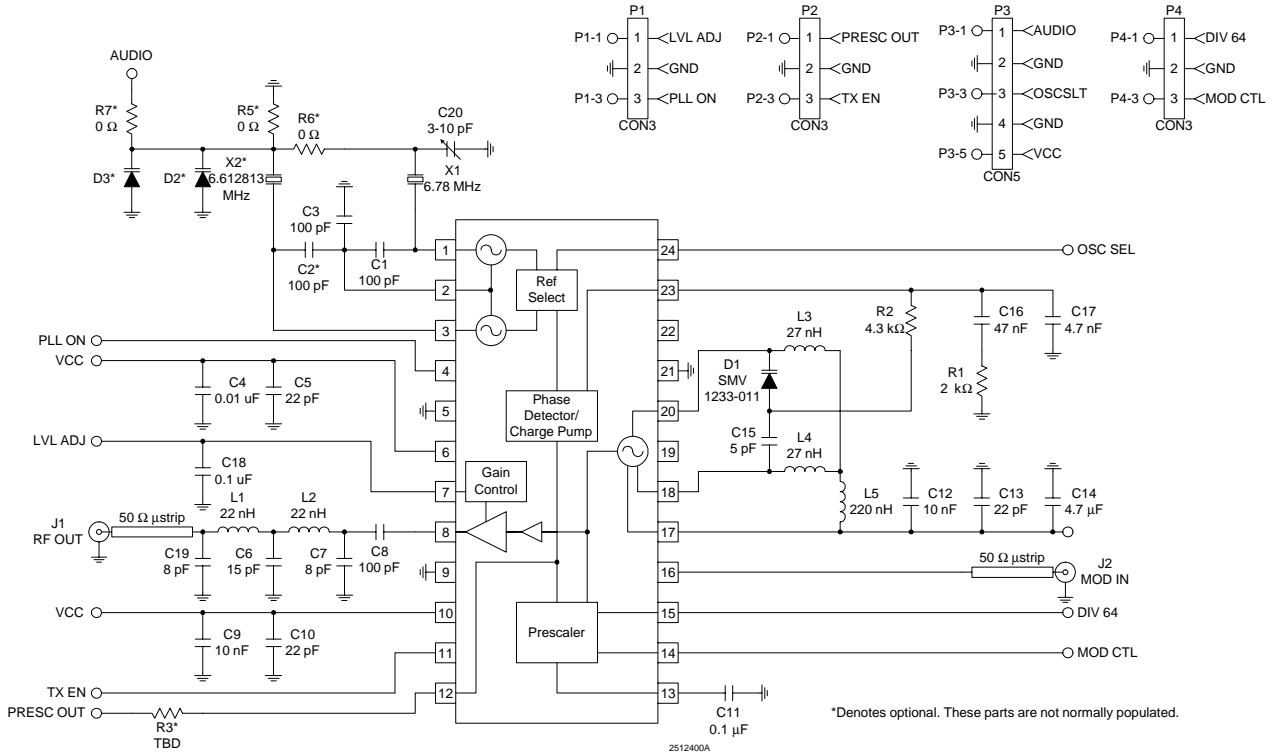 P1
P1-1
1
LVL ADJ
2
GND
P1-3
3
PLL ON
CON3
P2
P2-1
1
PRESC OUT
2
GND
P2-3
3
TX EN
CON3
P3
P3-1
1
AUDIO
2
GND
P3-3
3
OSCSLT
4
GND
P3-5
5
VCC
CON5
P4
P4-1
1
DIV 64
2
GND
P4-3
3
MOD CTL
CON3
AUDIO
R7*
0 Ω
R5*
0 Ω
R6*
0 Ω
C20
3-10 pF
D3*
D2*
X2*
6.612813
MHz
X1
6.78 MHz
C3
100 pF
C2*
100 pF
C1
100 pF
1
2
3
4
5
6
7
8
9
10
11
12
24
23
22
21
20
19
18
17
16
15
14
13
Ref
Select
Phase
Detector/
Charge Pump
Gain
Control
Prescaler
OSC SEL
PLL ON
VCC
C4
0.01 uF
C5
22 pF
LVL ADJ
C18
0.1 uF
J1
RF OUT
50 Ω µstrip
L1
22 nH
L2
22 nH
C19
8 pF
C6
15 pF
C7
8 pF
C8
100 pF
VCC
C9
10 nF
C10
22 pF
TX EN
PRESC OUT
R3*
TBD
L3
27 nH
R2
4.3 kΩ
C16
47 nF
C17
4.7 nF
D1
SMV
1233-011
R1
2 kΩ
C15
5 pF
L4
27 nH
L5
220 nH
C12
10 nF
C13
22 pF
C14
4.7 µF
50 Ω µstrip
J2
MOD IN
DIV 64
MOD CTL
C11
0.1 µF
*Denotes optional. These parts are not normally populated.
2512400A